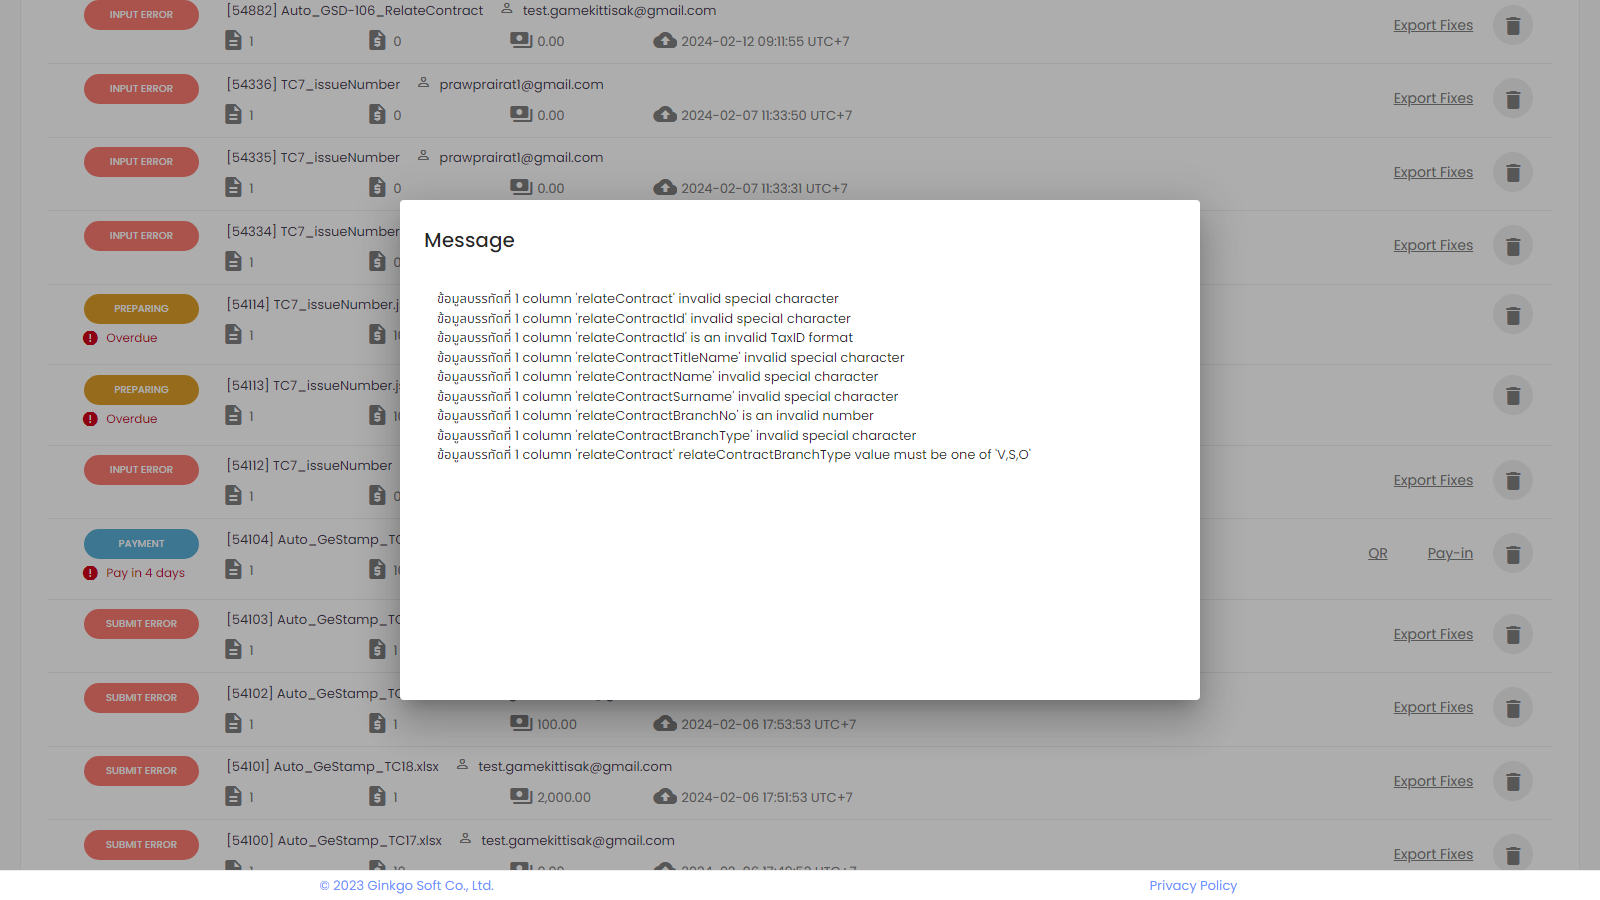 INPUT ERROR [54882] Auto_GSD-106_RelateContract test.gamekittisak@gmail.com
1 0 0.00 2024-02-12 09:11:55 UTC+7 Export Fixes
INPUT ERROR [54336] TC7_issueNumber prawprairat1@gmail.com
1 0 0.00 2024-02-07 11:33:50 UTC+7 Export Fixes
INPUT ERROR [54335] TC7_issueNumber prawprairat1@gmail.com
1 0 0.00 2024-02-07 11:33:31 UTC+7 Export Fixes
INPUT ERROR [54334] TC7_issueNumber
1 0 Export Fixes
PREPARING [54114] TC7_issueNumber.j
Overdue 1
PREPARING [54113] TC7_issueNumber.j
Overdue 1
INPUT ERROR [54112] TC7_issueNumber
1 0 Export Fixes
PAYMENT [54104] Auto_GeStamp_TC
Pay in 4 days 1 QR Pay-in
SUBMIT ERROR [54103] Auto_GeStamp_TC
1 1 Export Fixes
SUBMIT ERROR [54102] Auto_GeStamp_TC
1 1 100.00 2024-02-06 17:53:53 UTC+7 Export Fixes
SUBMIT ERROR [54101] Auto_GeStamp_TC18.xlsx test.gamekittisak@gmail.com
1 1 2,000.00 2024-02-06 17:51:53 UTC+7 Export Fixes
SUBMIT ERROR [54100] Auto_GeStamp_TC17.xlsx test.gamekittisak@gmail.com
Export Fixes
Message
ข้อมูลบรรทัดที่ 1 column 'relateContract' invalid special character
ข้อมูลบรรทัดที่ 1 column 'relateContractId' invalid special character
ข้อมูลบรรทัดที่ 1 column 'relateContractId' is an invalid TaxID format
ข้อมูลบรรทัดที่ 1 column 'relateContractTitleName' invalid special character
ข้อมูลบรรทัดที่ 1 column 'relateContractName' invalid special character
ข้อมูลบรรทัดที่ 1 column 'relateContractSurname' invalid special character
ข้อมูลบรรทัดที่ 1 column 'relateContractBranchNo' is an invalid number
ข้อมูลบรรทัดที่ 1 column 'relateContractBranchType' invalid special character
ข้อมูลบรรทัดที่ 1 column 'relateContract' relateContractBranchType value must be one of 'V,S,O'
© 2023 Ginkgo Soft Co., Ltd. Privacy Policy